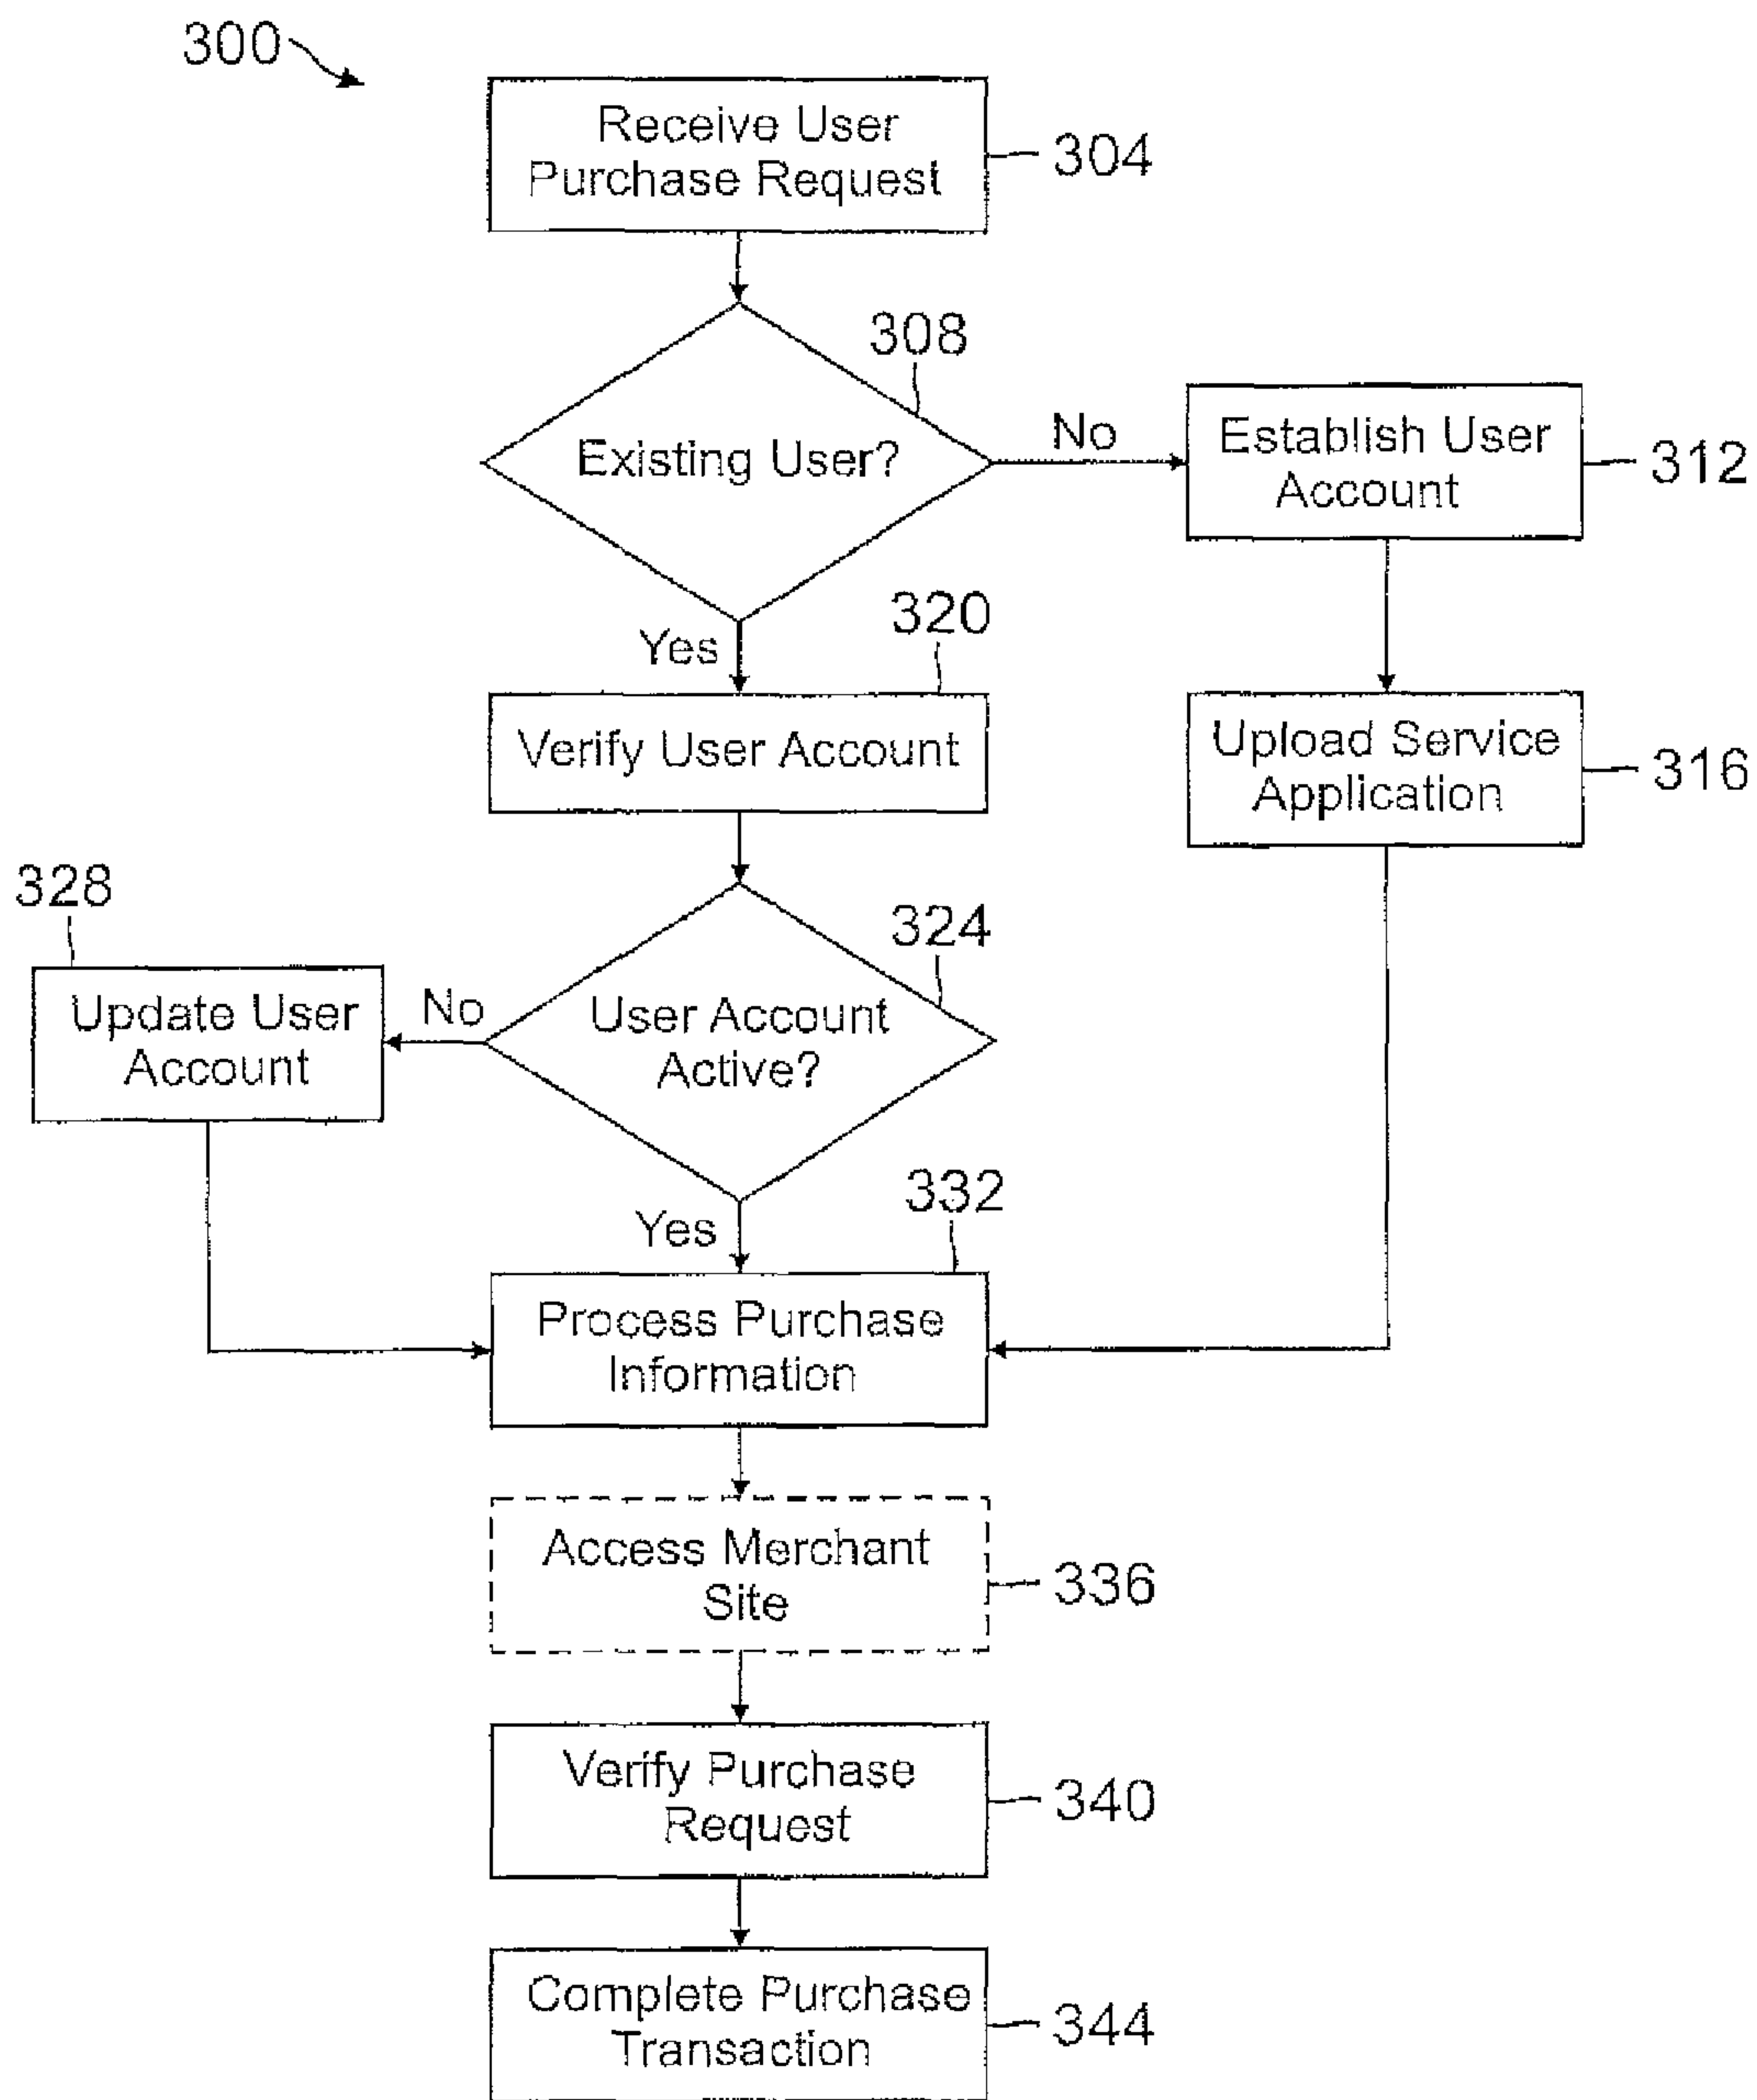 300
Receive User
Purchase Request
304
308
Existing User?
No
Establish User
Account
312
Yes
320
Verify User Account
Upload Service
Application
316
328
324
Update User
Account
No
User Account
Active?
Yes
332
Process Purchase
Information
Access Merchant
Site
336
Verify Purchase
Request
340
Complete Purchase
Transaction
344